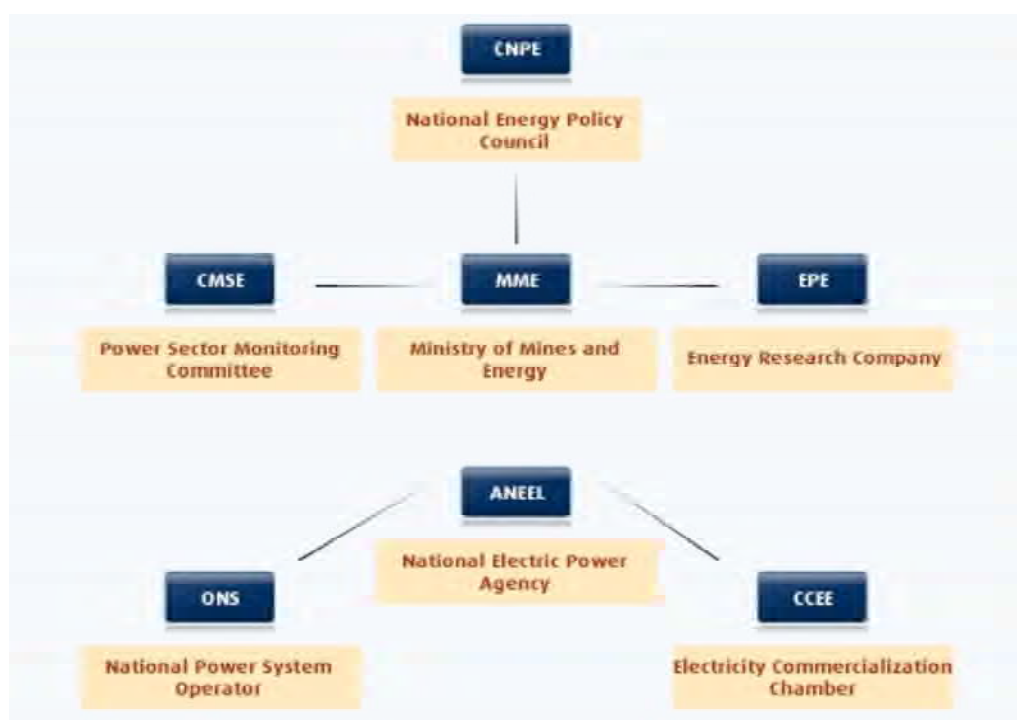 CNPE
National Energy Policy
Council
CMSE
MME
EPE
Power Sector Monitoring
Committee
Ministry of Mines and
Energy
Energy Research Company
ANEEL
National Electric Power
Agency
ONS
CCEE
National Power System
Operator
Electricity Commercialization
Chamber